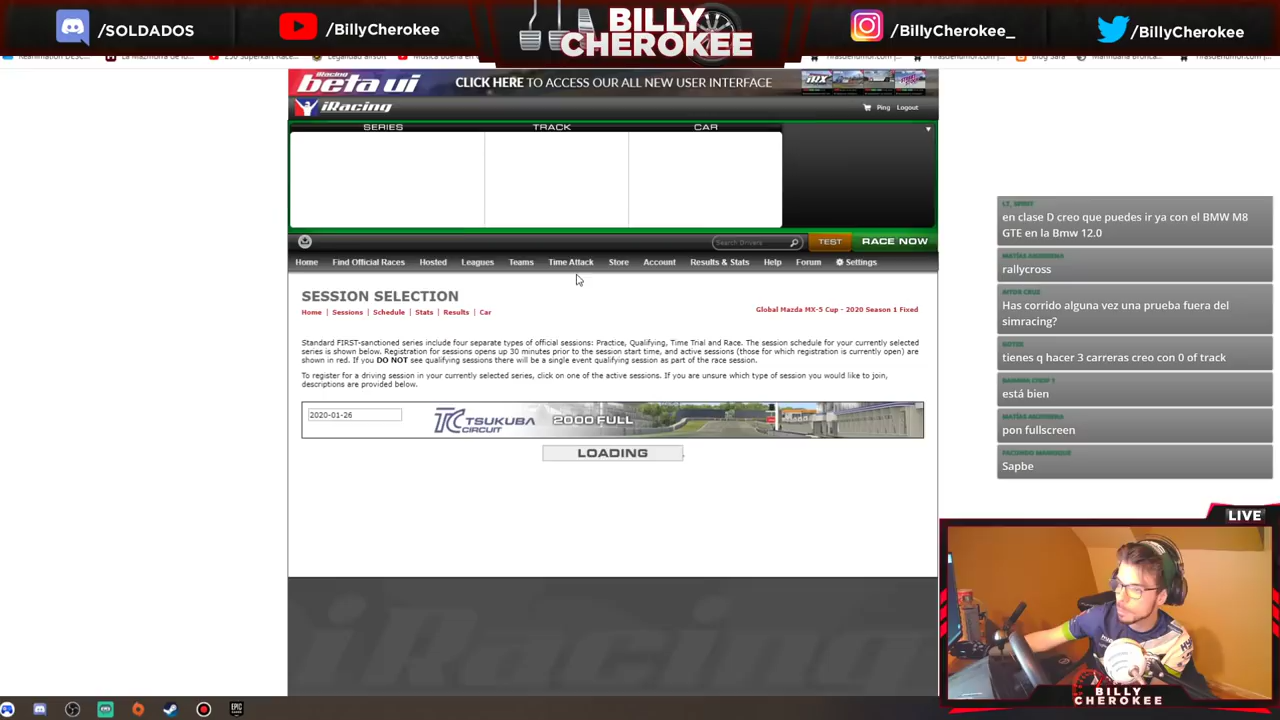 /SOLDADOS
/BillyCherokee
BILLY
CHEROKEE
/BillyCherokee_
/BillyCherokee
iRacing
beta ui
CLICK HERE TO ACCESS OUR ALL NEW USER INTERFACE
iRacing
Ping Logout
SERIES TRACK CAR
Search Drivers
TEST
RACE NOW
Home Find Official Races Hosted Leagues Teams Time Attack Store Account Results & Stats Help Forum Settings
SESSION SELECTION
Home | Sessions | Schedule | Stats | Results | Car
Global Mazda MX-5 Cup - 2020 Season 1 Fixed
Standard FIRST-sanctioned series include four separate types of official sessions: Practice, Qualifying, Time Trial and Race. The session schedule for your currently selected
series is shown below. Registration for sessions opens up 30 minutes prior to the session start time, and active sessions (those for which registration is currently open) are
shown in red. If you DO NOT see qualifying sessions there will be a single event qualifying session as part of the race session.
To register for a driving session in your currently selected series, click on one of the active sessions. If you are unsure which type of session you would like to join,
descriptions are provided below.
2020-01-26
TC TSUKUBA
CIRCUIT
2000 FULL
LOADING
iRacing
en clase D creo que puedes ir ya con el BMW M8
GTE en la Bmw 12.0
rallycross
Has corrido alguna vez una prueba fuera del
simracing?
tienes q hacer 3 carreras creo con 0 of track
está bien
pon fullscreen
Sapbe
LIVE
BILLY
CHEROKEE
EPIC